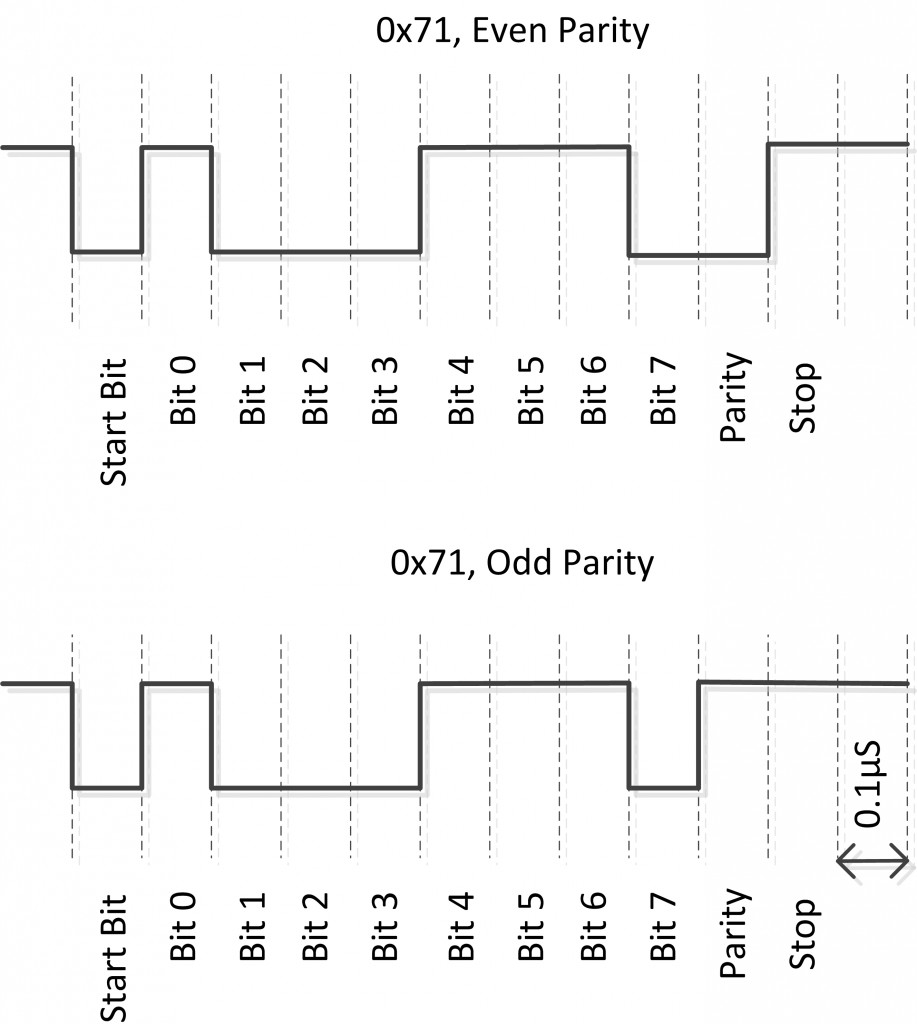 0x71, Even Parity
Start Bit
Bit 0
Bit 1
Bit 2
Bit 3
Bit 4
Bit 5
Bit 6
Bit 7
Parity
Stop
0x71, Odd Parity
0.1µS
Start Bit
Bit 0
Bit 1
Bit 2
Bit 3
Bit 4
Bit 5
Bit 6
Bit 7
Parity
Stop